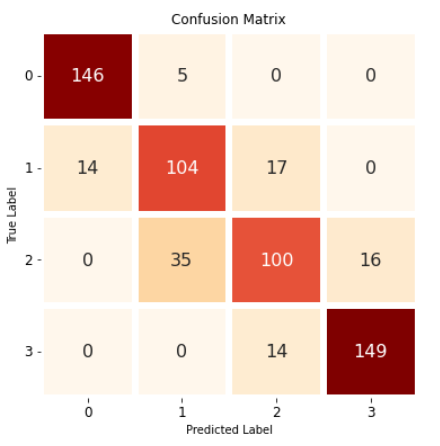 Confusion Matrix
True Label
0 146 5 0 0
1 14 104 17 0
2 0 35 100 16
3 0 0 14 149
0 1 2 3
Predicted Label